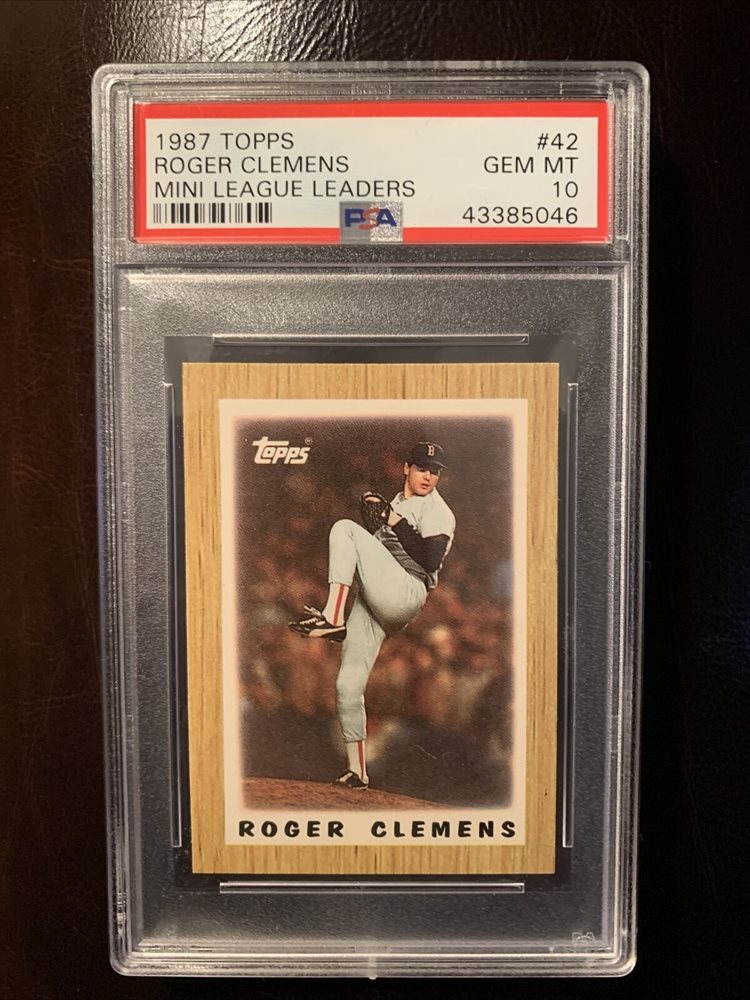 1987 TOPPS #42
ROGER CLEMENS GEM MT
MINI LEAGUE LEADERS 10
PSA 43385046
Topps®
B
ROGER CLEMENS